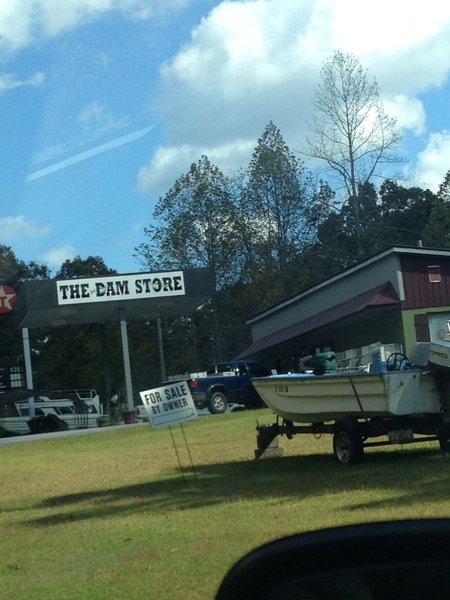 THE DAM STORE
FOR SALE
BY OWNER